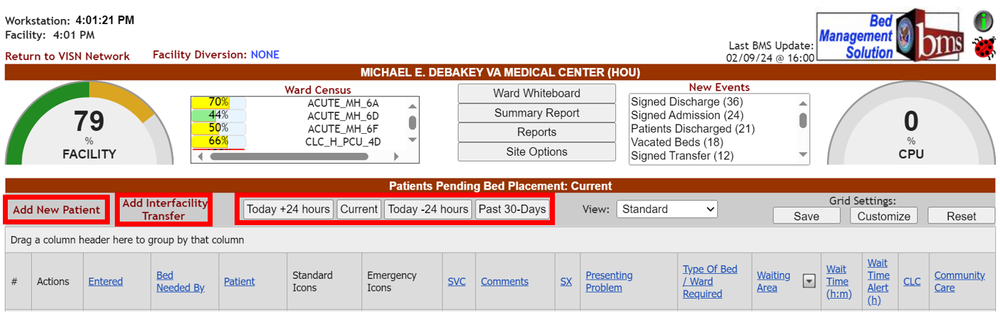 Workstation: 4:01:21 PM
Facility: 4:01 PM
Return to VISN Network
Facility Diversion: NONE
Last BMS Update:
02/09/24 @ 16:00
Bed
Management
Solution
bms
i
MICHAEL E. DEBAKEY VA MEDICAL CENTER (HOU)
79
%
FACILITY
Ward Census
70% ACUTE_MH_6A
44% ACUTE_MH_6D
50% ACUTE_MH_6F
66% CLC_H_PCU_4D
Ward Whiteboard
Summary Report
Reports
Site Options
New Events
Signed Discharge (36)
Signed Admission (24)
Patients Discharged (21)
Vacated Beds (18)
Signed Transfer (12)
0
%
CPU
Patients Pending Bed Placement: Current
Add New Patient
Add Interfacility
Transfer
Today +24 hours Current Today -24 hours Past 30-Days
View: Standard
Grid Settings:
Save Customize Reset
Drag a column header here to group by that column
#
Actions
Entered
Bed
Needed By
Patient
Standard
Icons
Emergency
Icons
SVC
Comments
SX
Presenting
Problem
Type Of Bed
/ Ward
Required
Waiting
Area
Wait
Time
(h:m)
Wait
Time
Alert
(h)
CLC
Community
Care